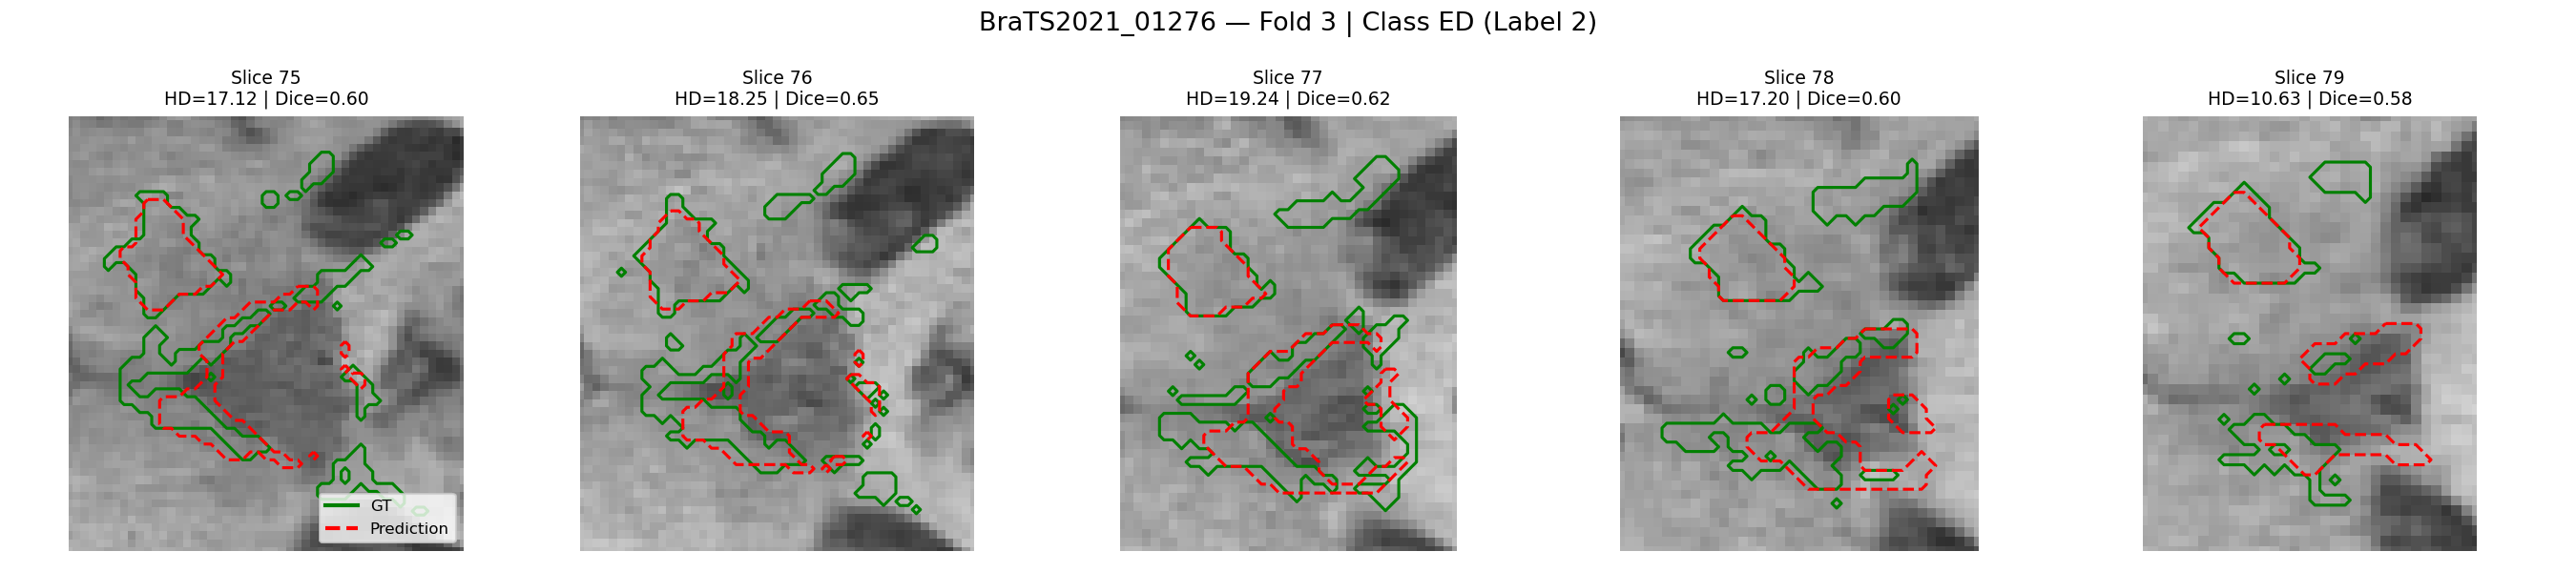 BraTS2021_01276 — Fold 3 | Class ED (Label 2)
Slice 75
HD=17.12 | Dice=0.60
Slice 76
HD=18.25 | Dice=0.65
Slice 77
HD=19.24 | Dice=0.62
Slice 78
HD=17.20 | Dice=0.60
Slice 79
HD=10.63 | Dice=0.58
GT
Prediction